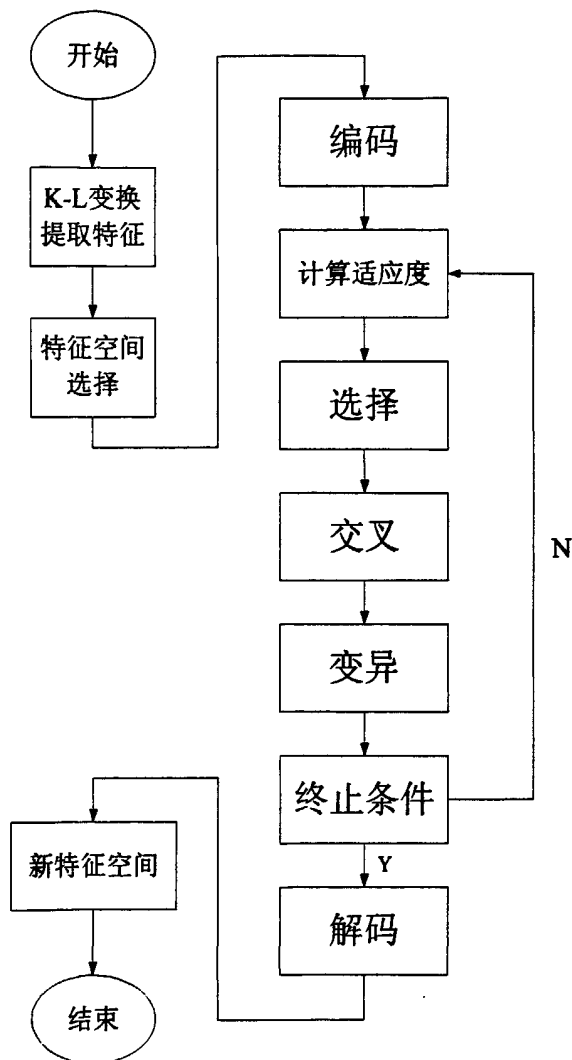 开始
K-L变换
提取特征
特征空间
选择
编码
计算适应度
选择
交叉
变异
终止条件
N
Y
解码
新特征空间
结束